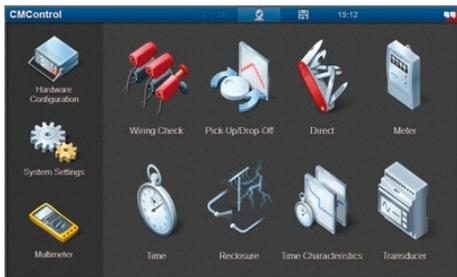 CMControl
15:12
Hardware
Configuration
Wiring Check
Pick-Up/Drop-Off
Direct
Meter
System Settings
Multimeter
Time
Reclosure
Time Characteristics
Transducer